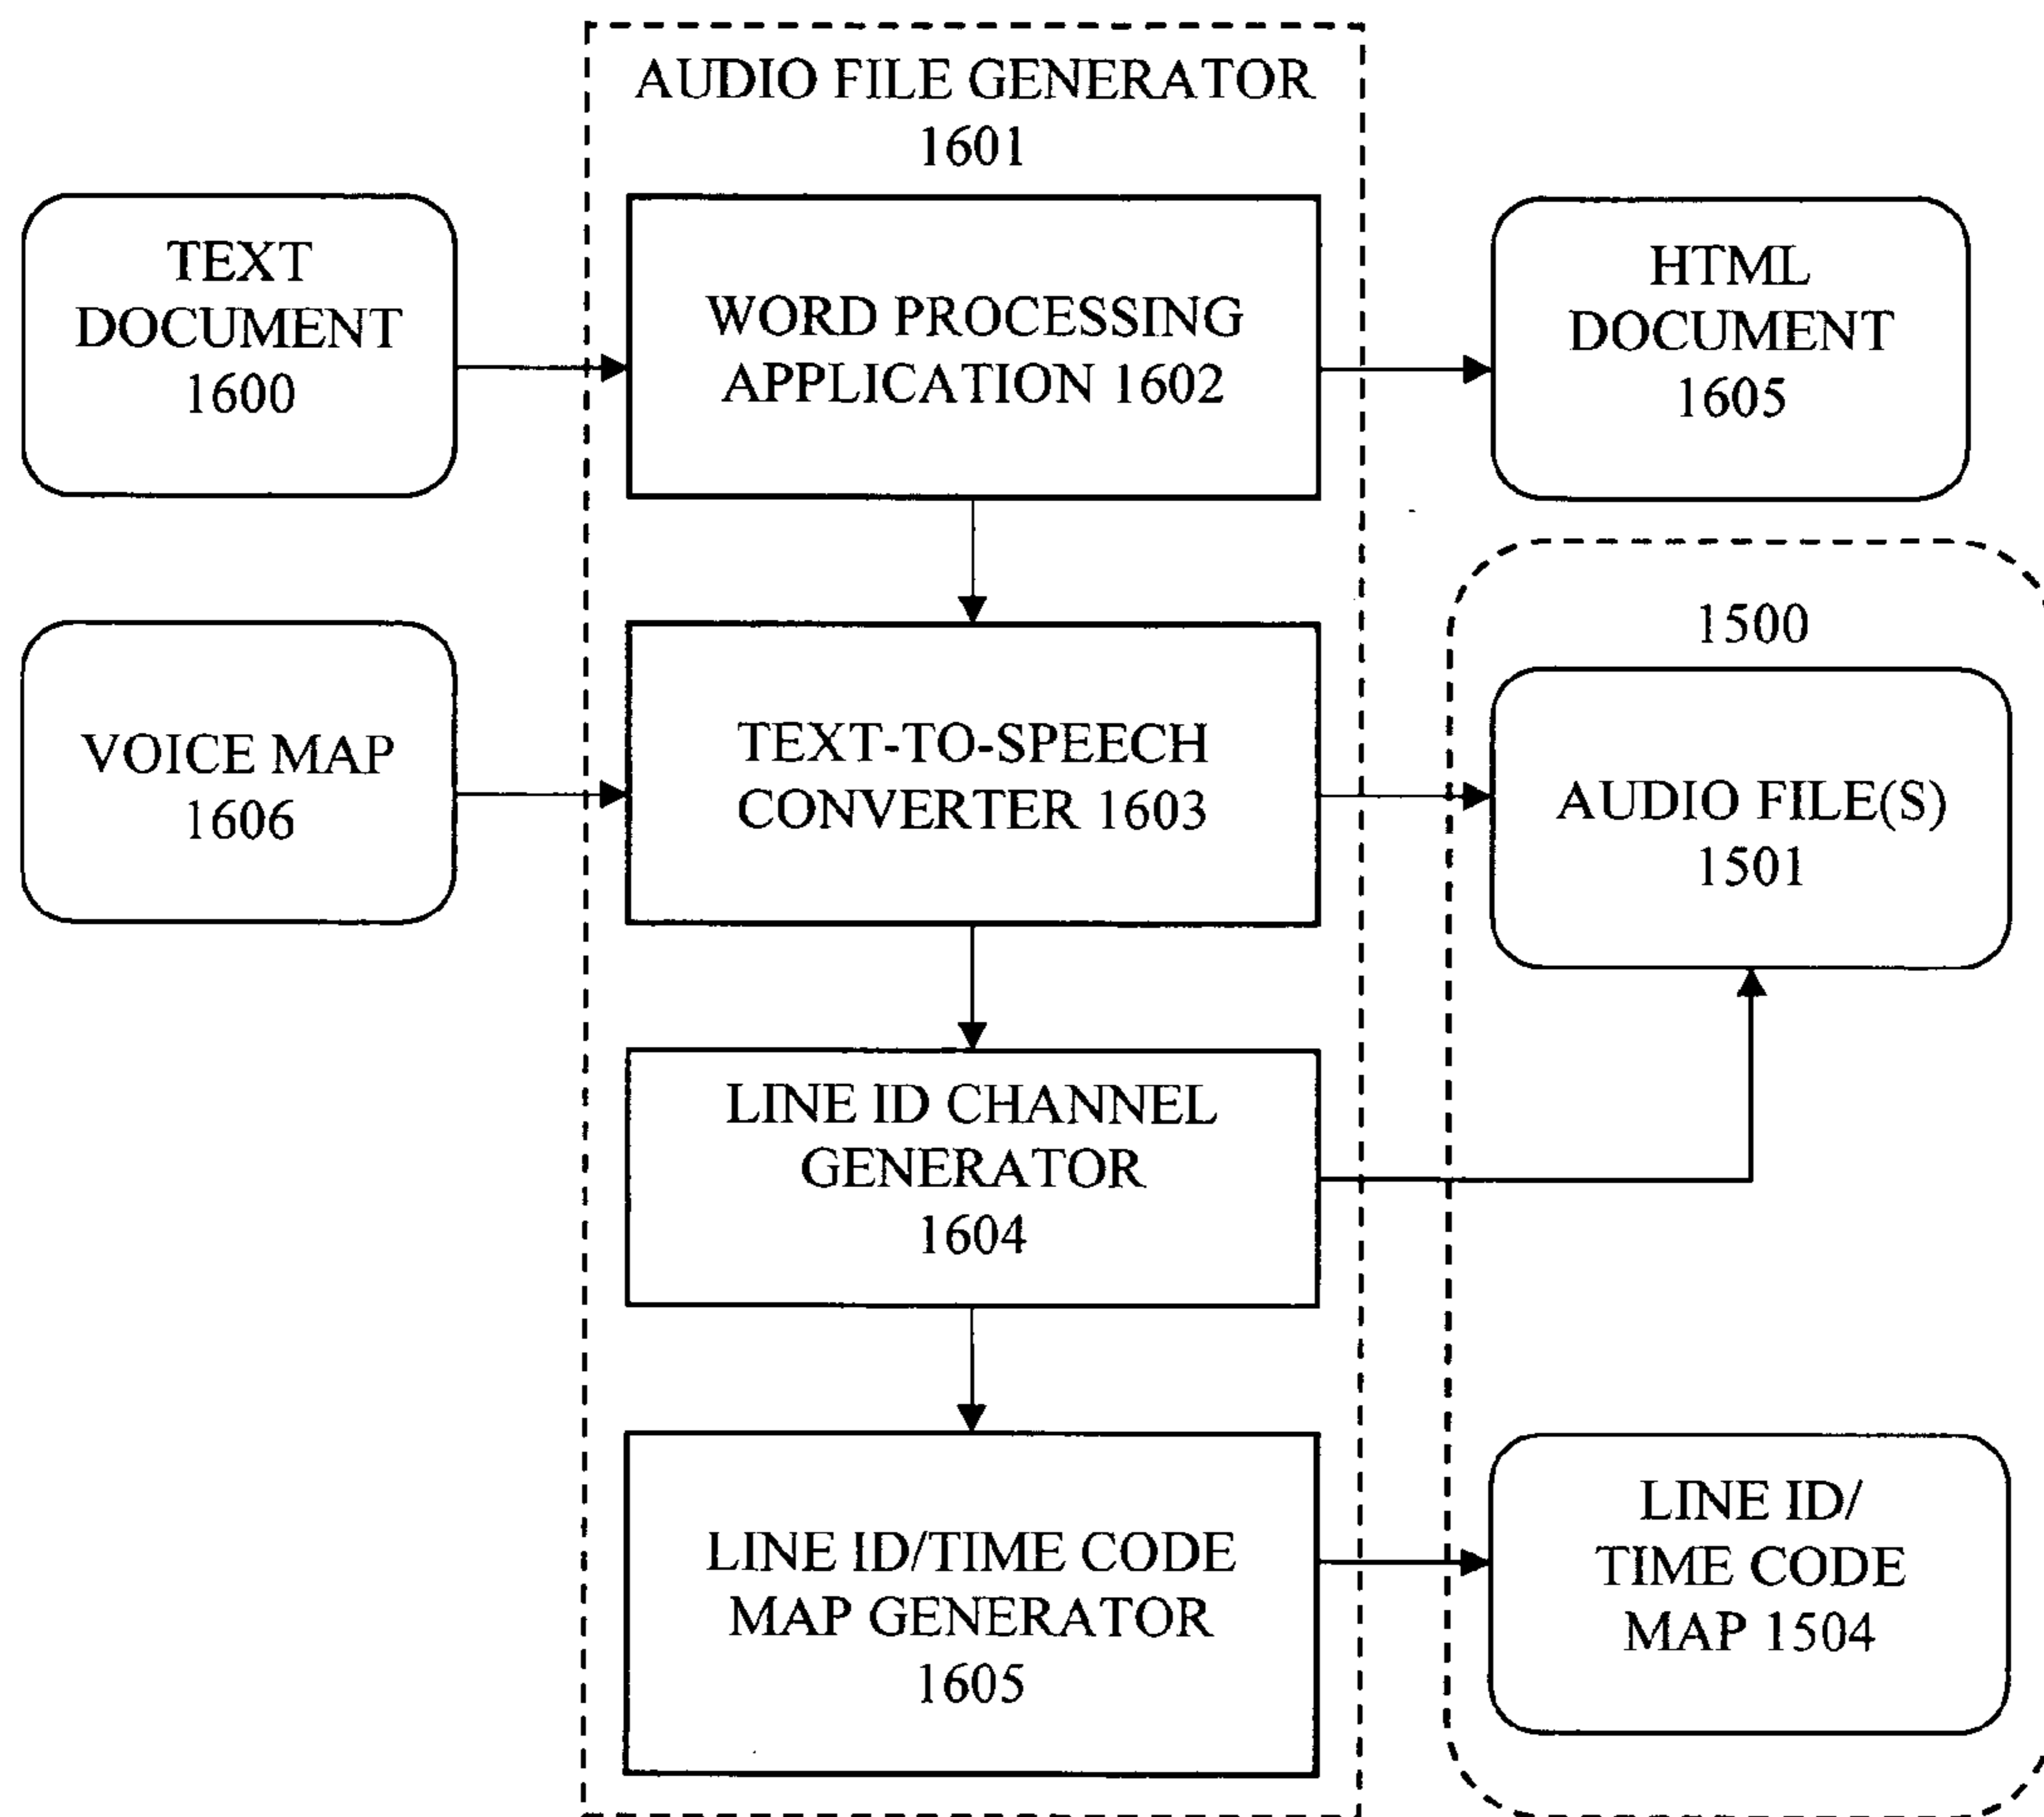 AUDIO FILE GENERATOR
1601
TEXT
DOCUMENT
1600
WORD PROCESSING
APPLICATION 1602
HTML
DOCUMENT
1605
VOICE MAP
1606
TEXT-TO-SPEECH
CONVERTER 1603
1500
AUDIO FILE(S)
1501
LINE ID CHANNEL
GENERATOR
1604
LINE ID/TIME CODE
MAP GENERATOR
1605
LINE ID/
TIME CODE
MAP 1504